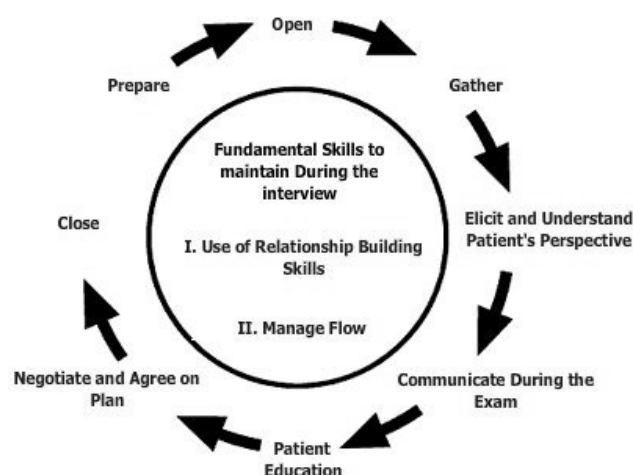 Open
Prepare
Gather
Fundamental Skills to
maintain During the
interview
Elicit and Understand
Patient's Perspective
Close
I. Use of Relationship Building
Skills
II. Manage Flow
Negotiate and Agree on
Plan
Communicate During the
Exam
Patient
Education